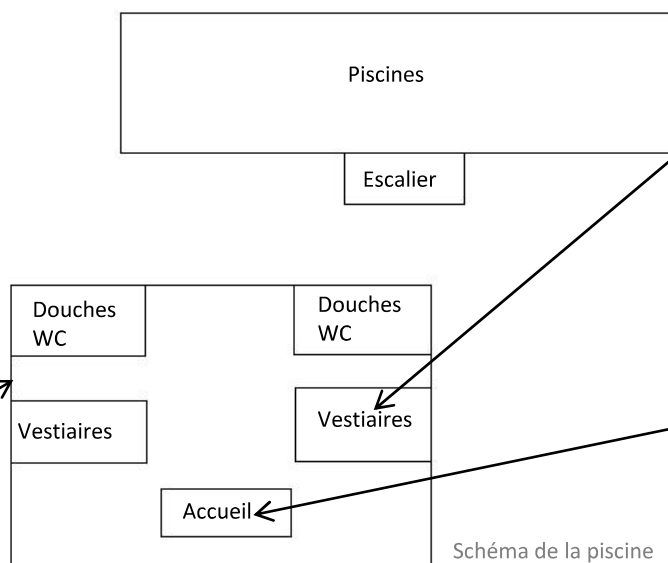 Piscines
Escalier
Douches
WC
Douches
WC
Vestiaires
Vestiaires
Accueil
Schéma de la piscine